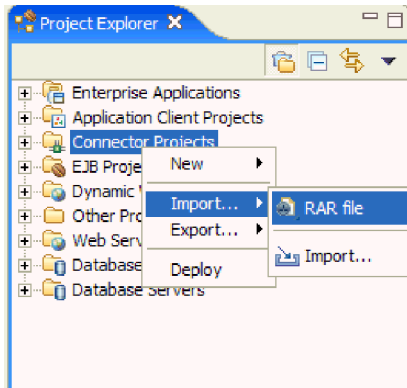 Project Explorer
Enterprise Applications
Application Client Projects
Connector Projects
EJB Proje
New
Dynamic
Import...
RAR file
Other Pro
Export...
Web Serv
Import...
Database
Deploy
Database Servers